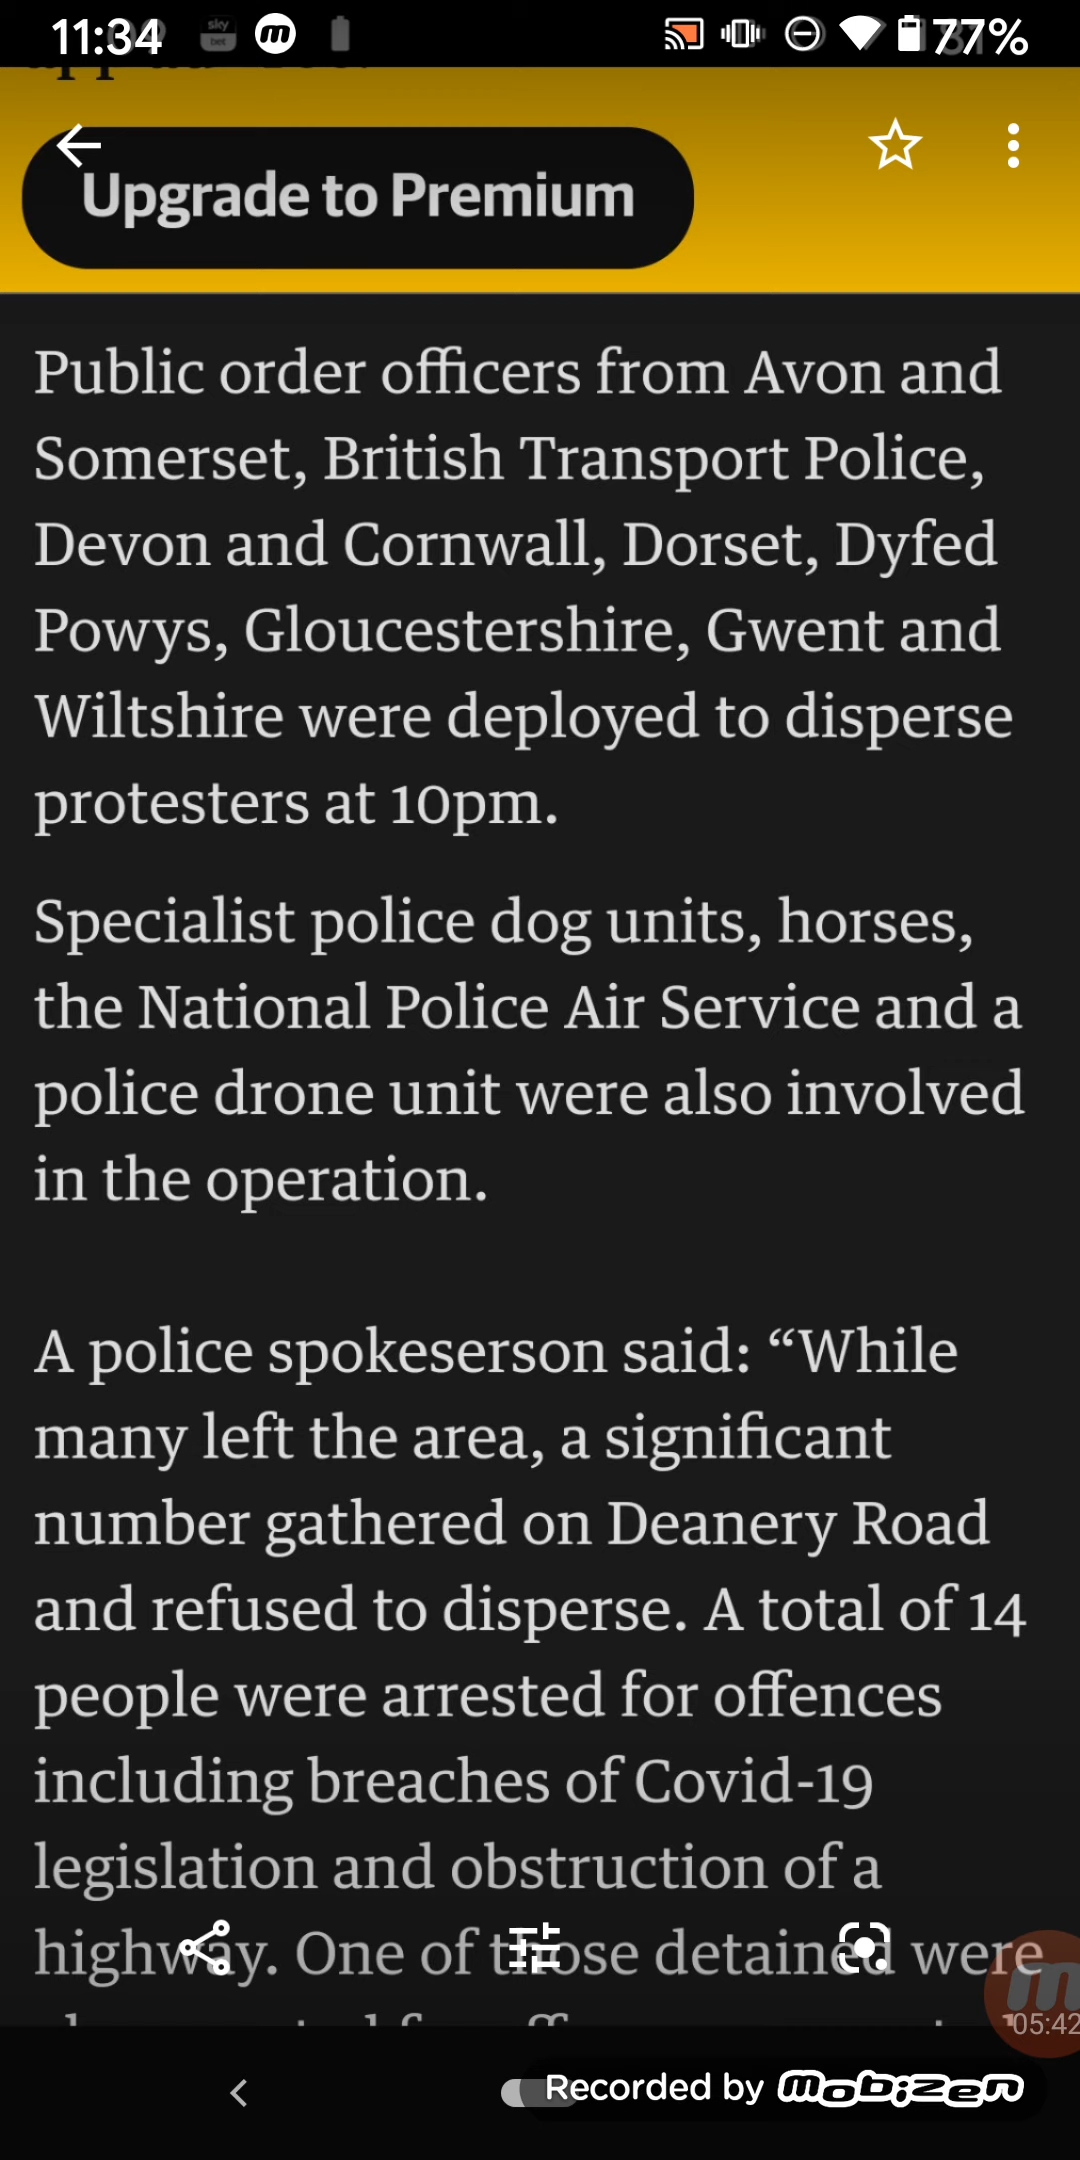 11:34
sky
bet
77%
Upgrade to Premium
Public order officers from Avon and
Somerset, British Transport Police,
Devon and Cornwall, Dorset, Dyfed
Powys, Gloucestershire, Gwent and
Wiltshire were deployed to disperse
protesters at 10pm.
Specialist police dog units, horses,
the National Police Air Service and a
police drone unit were also involved
in the operation.
A police spokeserson said: “While
many left the area, a significant
number gathered on Deanery Road
and refused to disperse. A total of 14
people were arrested for offences
including breaches of Covid-19
legislation and obstruction of a
highway. One of those detained were
05:42
Recorded by mobizen